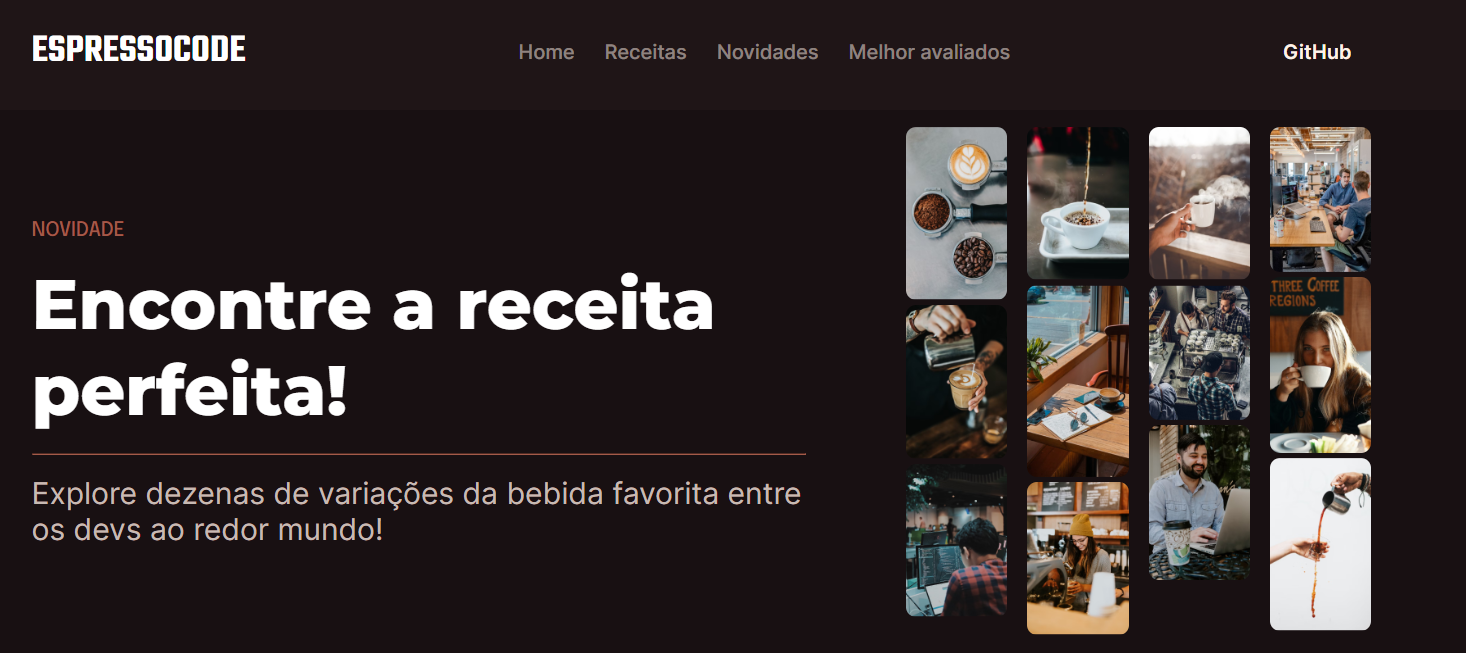 ESPRESSOCODE
Home Receitas Novidades Melhor avaliados
GitHub
NOVIDADE
Encontre a receita
perfeita!
Explore dezenas de variações da bebida favorita entre
os devs ao redor mundo!
THREE COFFEE
REGIONS